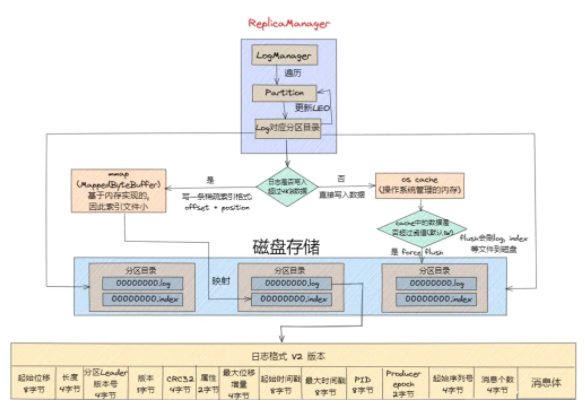 ReplicaManager
LogManager
遍历
Partition
更新LEO
Log对应分区目录
mmap
(MappedByteBuffer)
基于内存实现的,
因此索引文件小
是
写一条稀疏索引格式:
offset + position
日志是否写入
超过4KB数据
否
直接写入数据
os cache
(操作系统管理的内存)
cache中的数据是
否超过阈值(默认1w)
是 force flush
flush会刷log, index
等文件到磁盘
磁盘存储
映射
分区目录
00000000.log
00000000.index
分区目录
00000000.log
00000000.index
分区目录
00000000.log
00000000.index
日志格式 V2 版本
起始位移
8字节
长度
4字节
分区Leader
版本号
4字节
版本
1字节
CRC32
4字节
属性
2字节
最大位移
增量
4字节
起始时间戳
8字节
最大时间戳
8字节
PID
8字节
Producer
epoch
2字节
起始序列号
4字节
消息个数
4字节
消息体